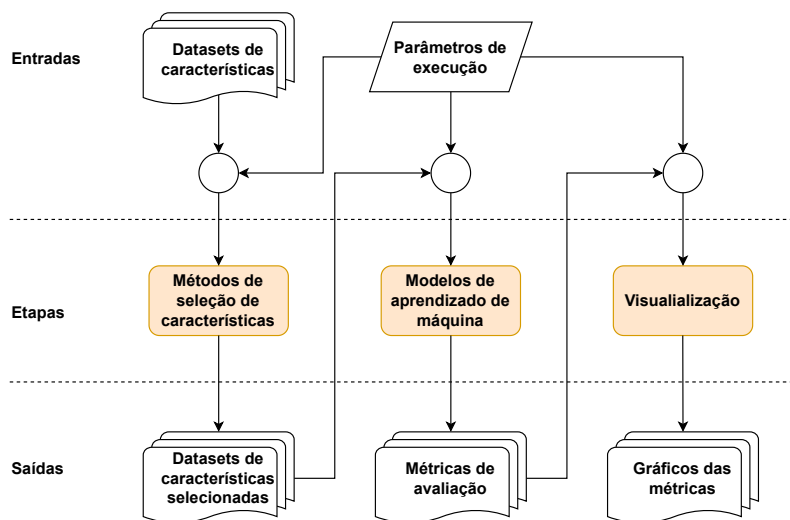 Entradas
Datasets de
característicais
Parâmetros de
execução
Etapas
Métodos de
seleção de
características
Modelos de
aprendizado de
máquina
Visualialização
Saídas
Datasets de
características
selecionadas
Métricas de
avaliação
Gráficos das
métricas